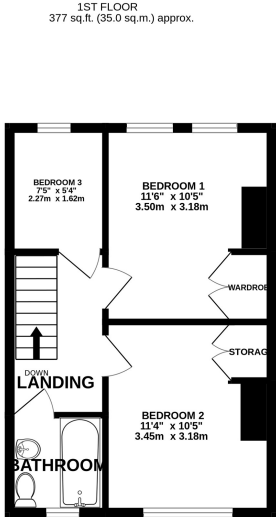 1ST FLOOR
377 sq.ft. (35.0 sq.m.) approx.
BEDROOM 3
7'5" x 5'4"
2.27m x 1.62m
BEDROOM 1
11'6" x 10'5"
3.50m x 3.18m
WARDROB
STORAG
DOWN
LANDING
BEDROOM 2
11'4" x 10'5"
3.45m x 3.18m
BATHROOM